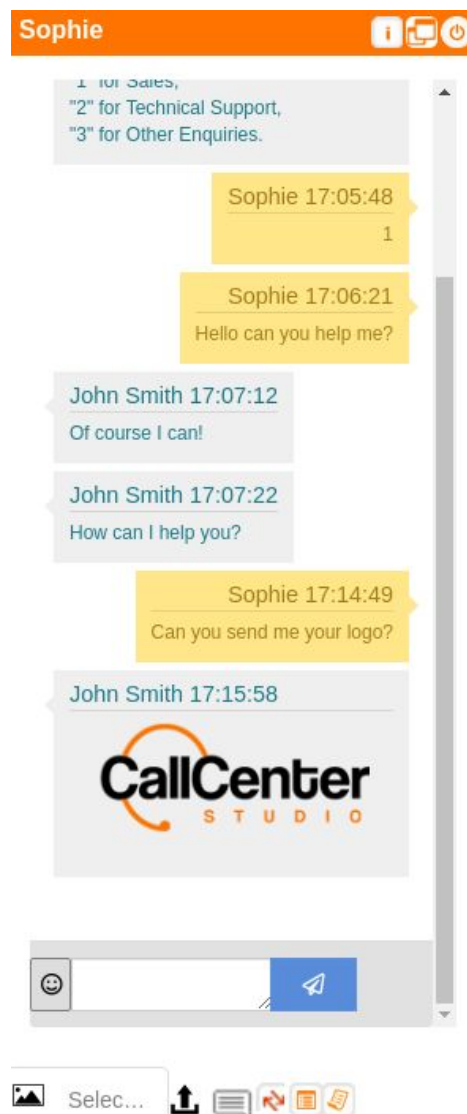 Sophie
"1" for Sales,
"2" for Technical Support,
"3" for Other Enquiries.
Sophie 17:05:48
1
Sophie 17:06:21
Hello can you help me?
John Smith 17:07:12
Of course I can!
John Smith 17:07:22
How can I help you?
Sophie 17:14:49
Can you send me your logo?
John Smith 17:15:58
CallCenter
STUDIO
Selec...